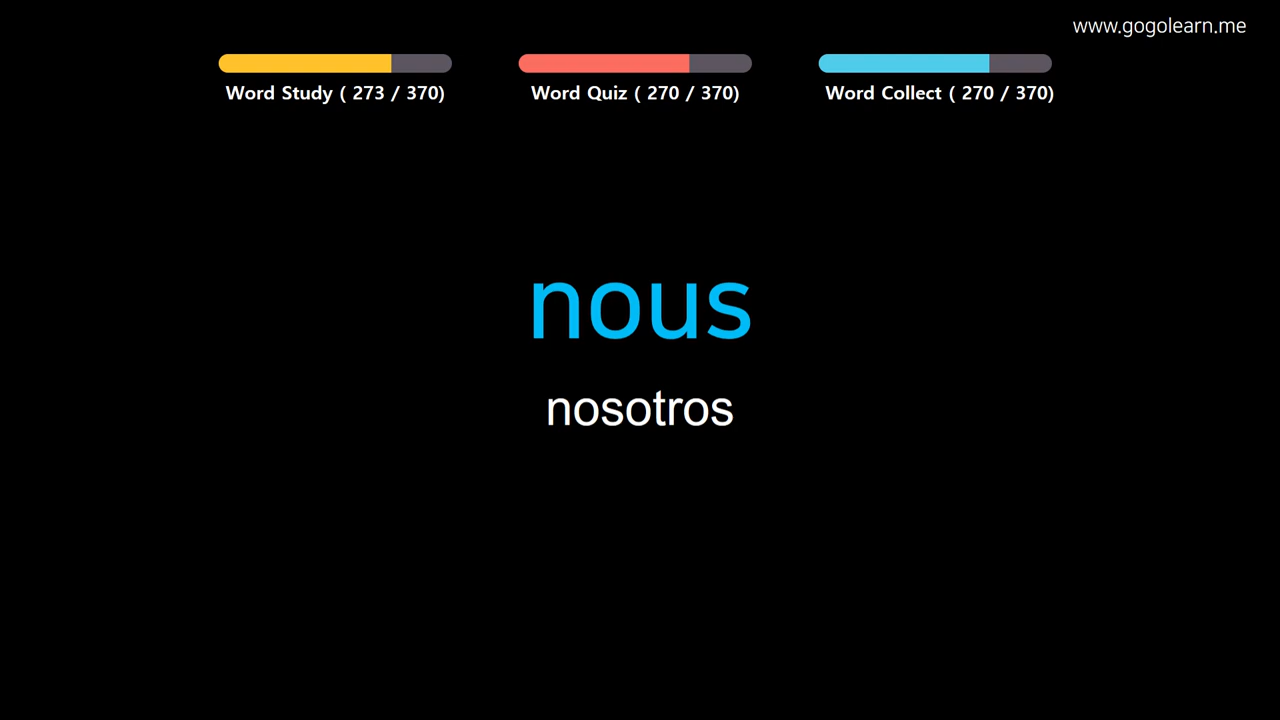 www.gogolearn.me
Word Study ( 273 / 370)
Word Quiz ( 270 / 370)
Word Collect ( 270 / 370)
nous
nosotros